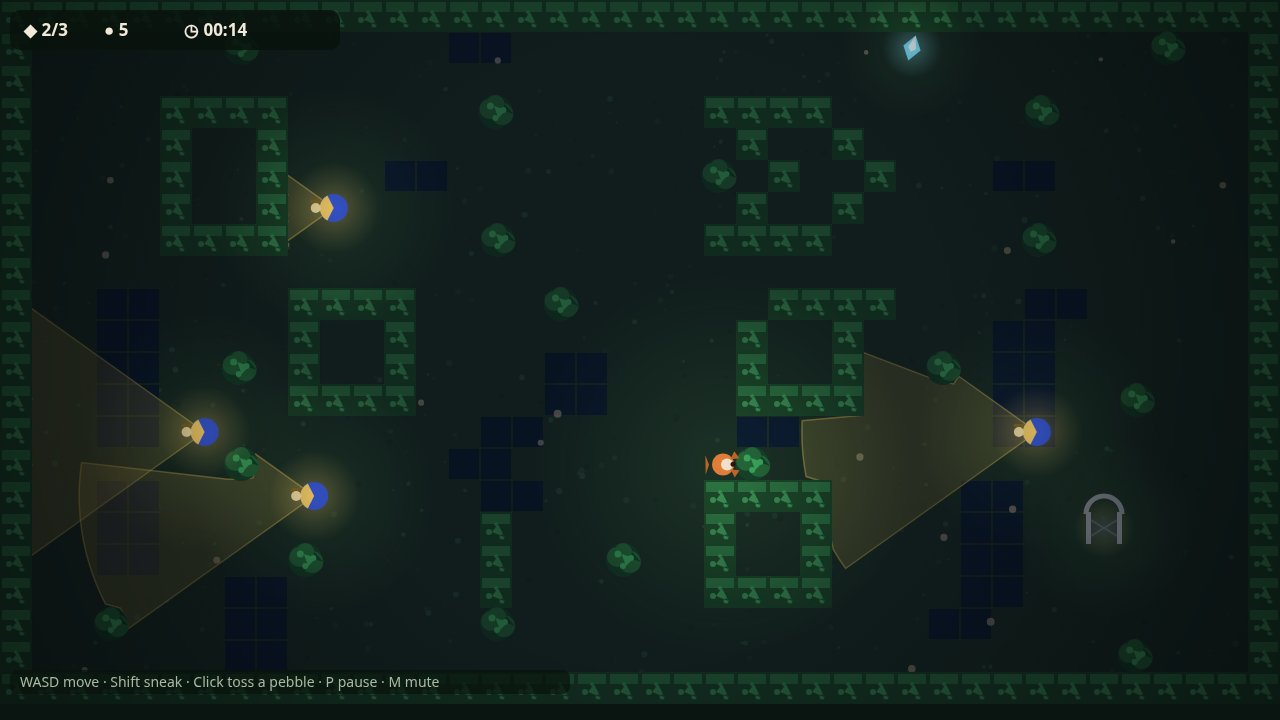 ◆ 2/3 ● 5 ◷ 00:14
WASD move · Shift sneak · Click toss a pebble · P pause · M mute